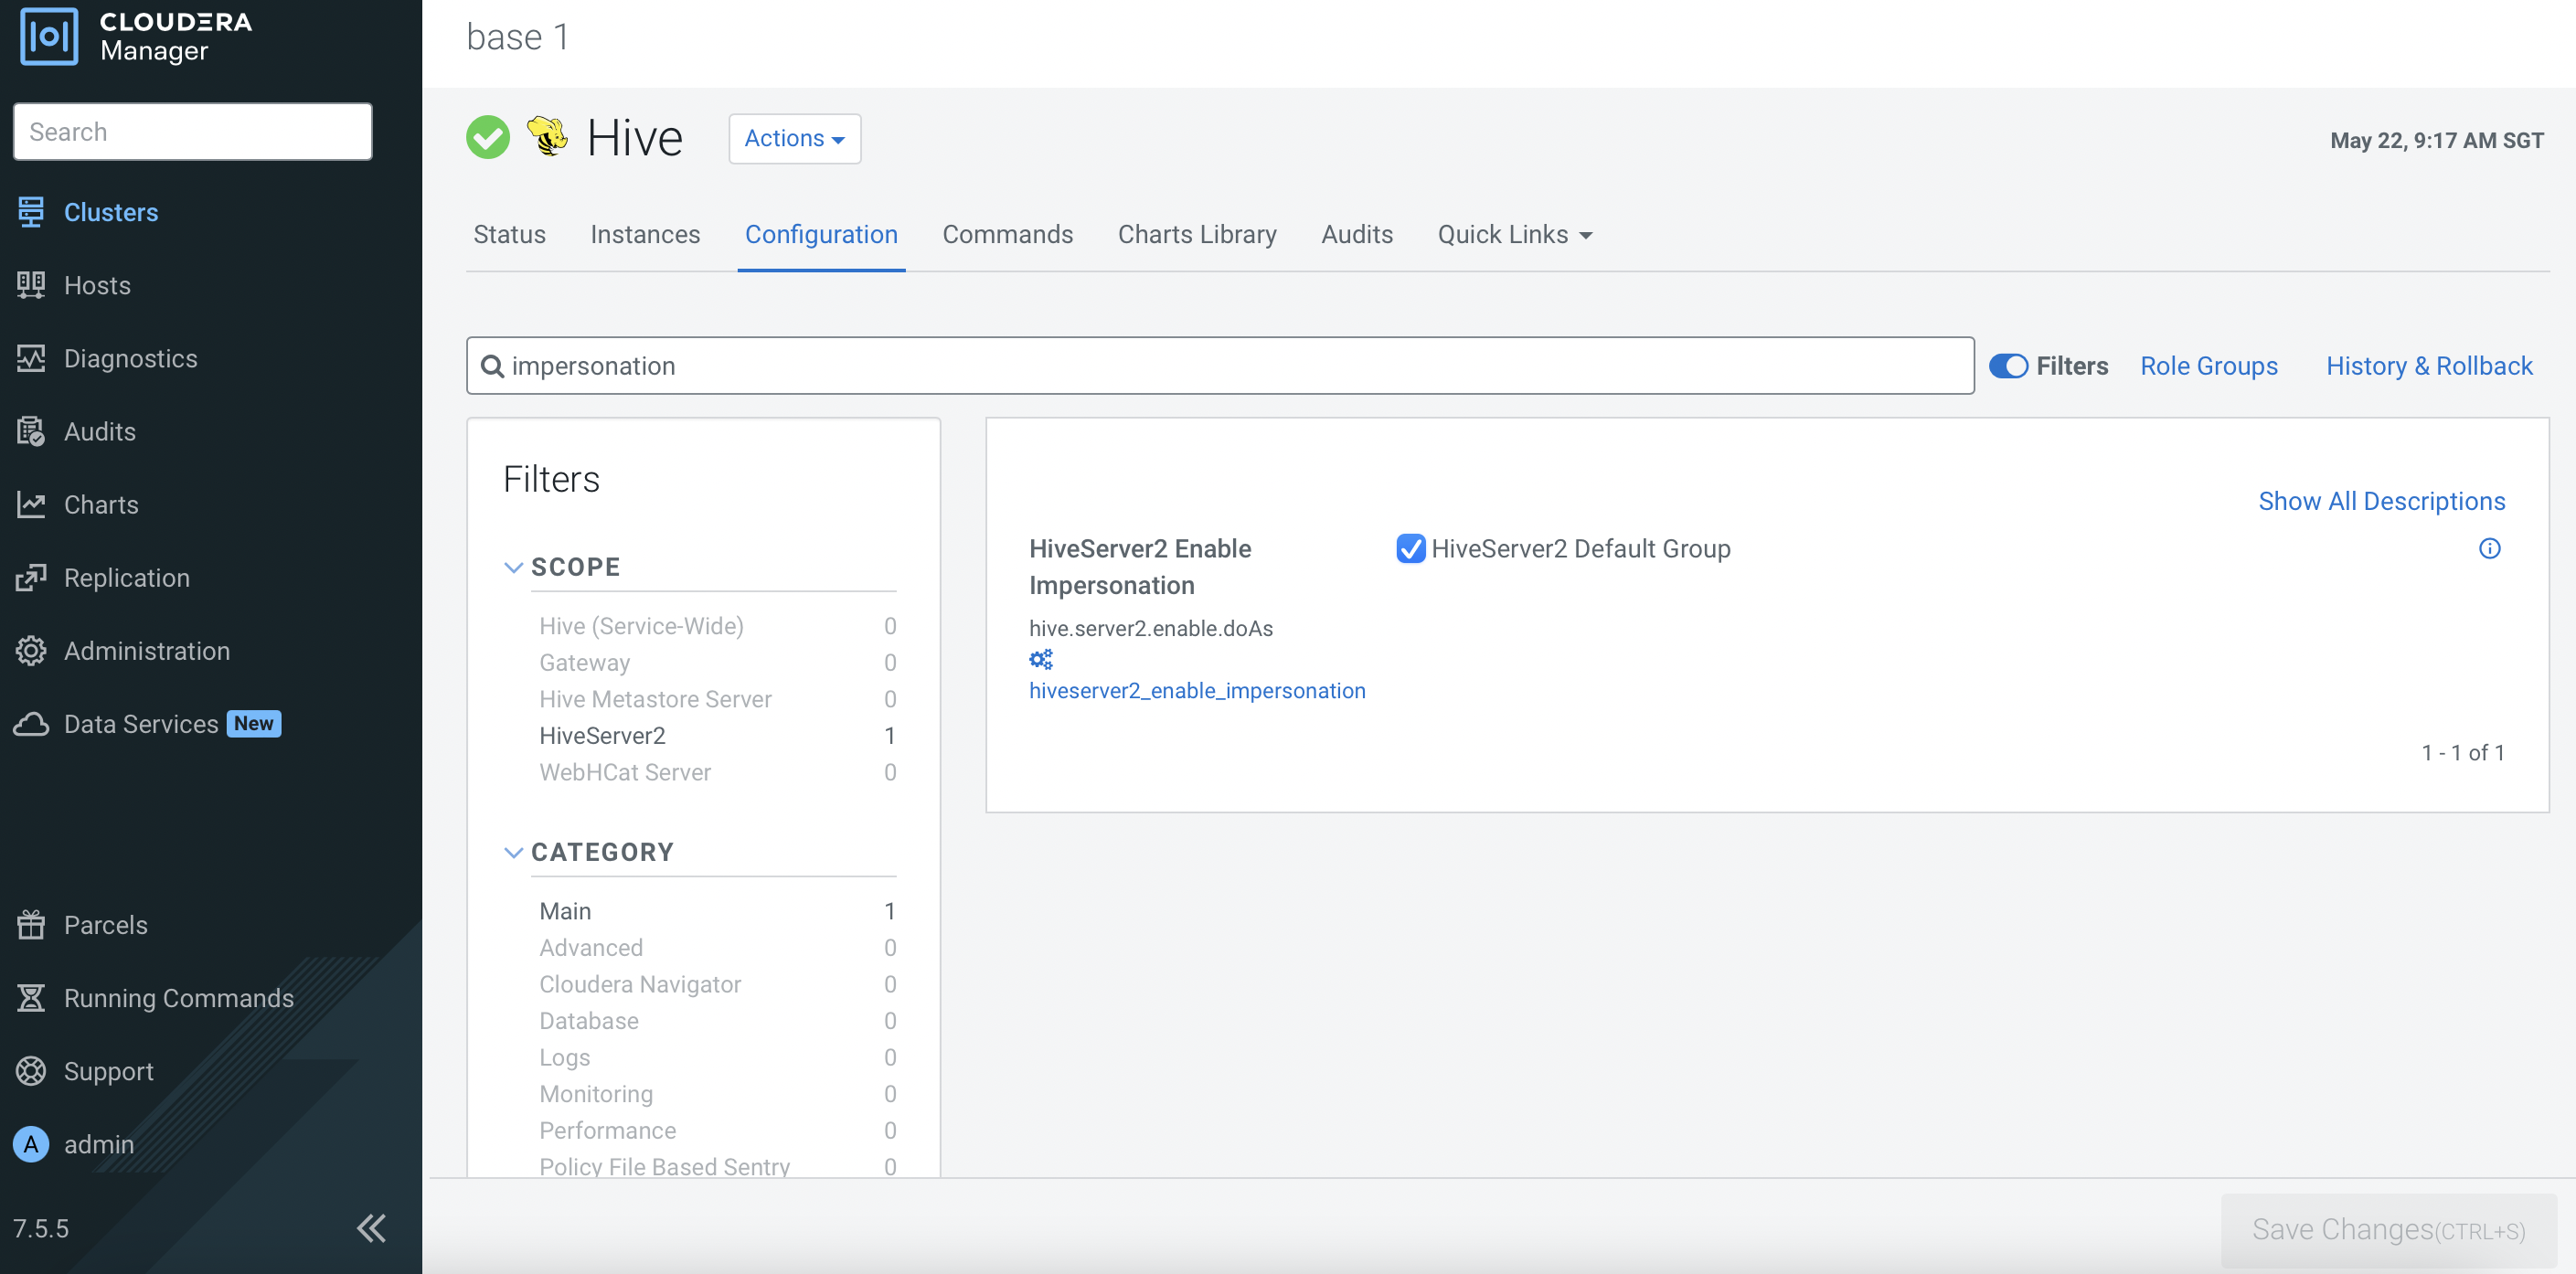 CLOUDERA
Manager
Search
Clusters
Hosts
Diagnostics
Audits
Charts
Replication
Administration
Data Services New
Parcels
Running Commands
Support
A admin
7.5.5
base 1
Hive Actions
May 22, 9:17 AM SGT
Status Instances Configuration Commands Charts Library Audits Quick Links
impersonation
Filters Role Groups History & Rollback
Filters
SCOPE
Hive (Service-Wide) 0
Gateway 0
Hive Metastore Server 0
HiveServer2 1
WebHCat Server 0
CATEGORY
Main 1
Advanced 0
Cloudera Navigator 0
Database 0
Logs 0
Monitoring 0
Performance 0
Policy File Based Sentry 0
Show All Descriptions
HiveServer2 Enable
Impersonation
HiveServer2 Default Group
hive.server2.enable.doAs
hiveserver2_enable_impersonation
1 - 1 of 1
Save Changes(CTRL+S)